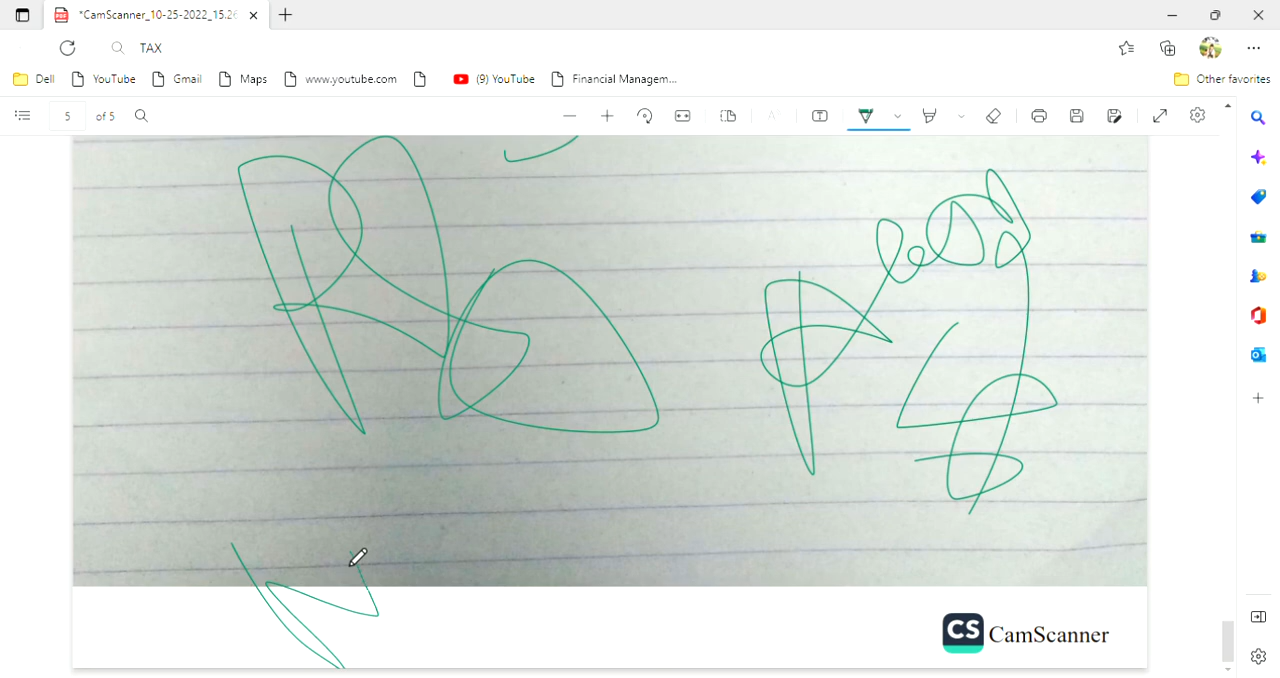 *CamScanner_10-25-2022_15.26
TAX
Dell YouTube Gmail Maps www.youtube.com (9) YouTube Financial Managem... Other favorites
5 of 5
CS CamScanner